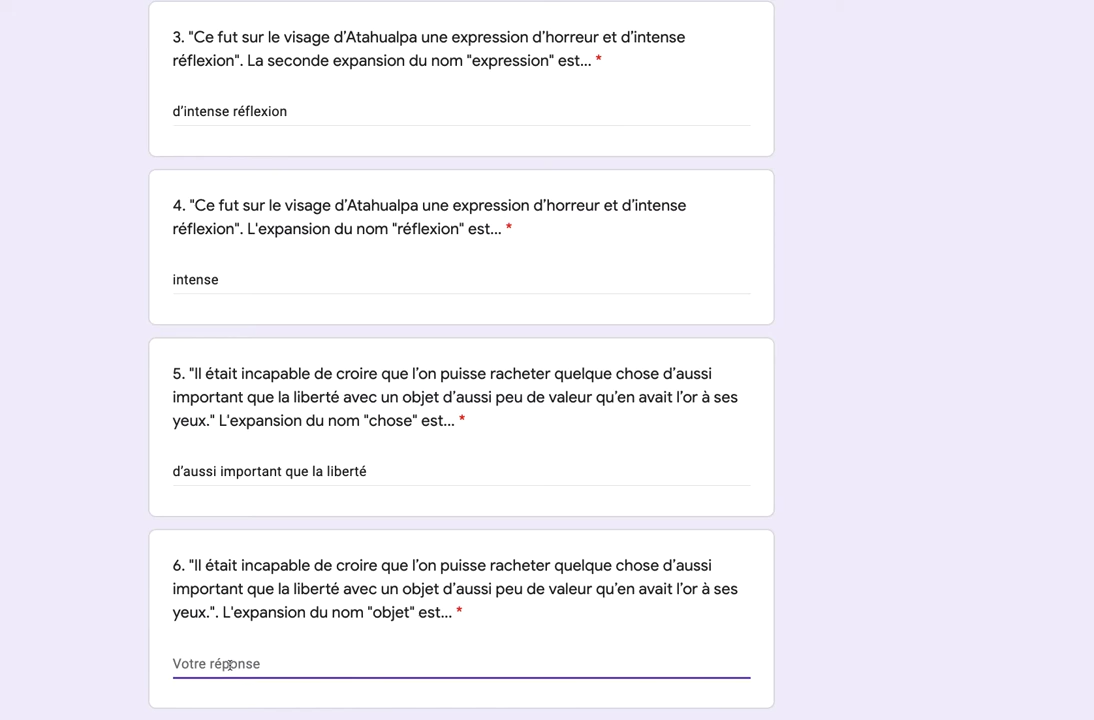 3. "Ce fut sur le visage d’Atahualpa une expression d’horreur et d’intense
réflexion". La seconde expansion du nom "expression" est... *
d’intense réflexion
4. "Ce fut sur le visage d’Atahualpa une expression d’horreur et d’intense
réflexion". L'expansion du nom "réflexion" est... *
intense
5. "Il était incapable de croire que l’on puisse racheter quelque chose d’aussi
important que la liberté avec un objet d’aussi peu de valeur qu’en avait l’or à ses
yeux." L'expansion du nom "chose" est... *
d’aussi important que la liberté
6. "Il était incapable de croire que l’on puisse racheter quelque chose d’aussi
important que la liberté avec un objet d’aussi peu de valeur qu’en avait l’or à ses
yeux.". L'expansion du nom "objet" est... *
Votre réponse